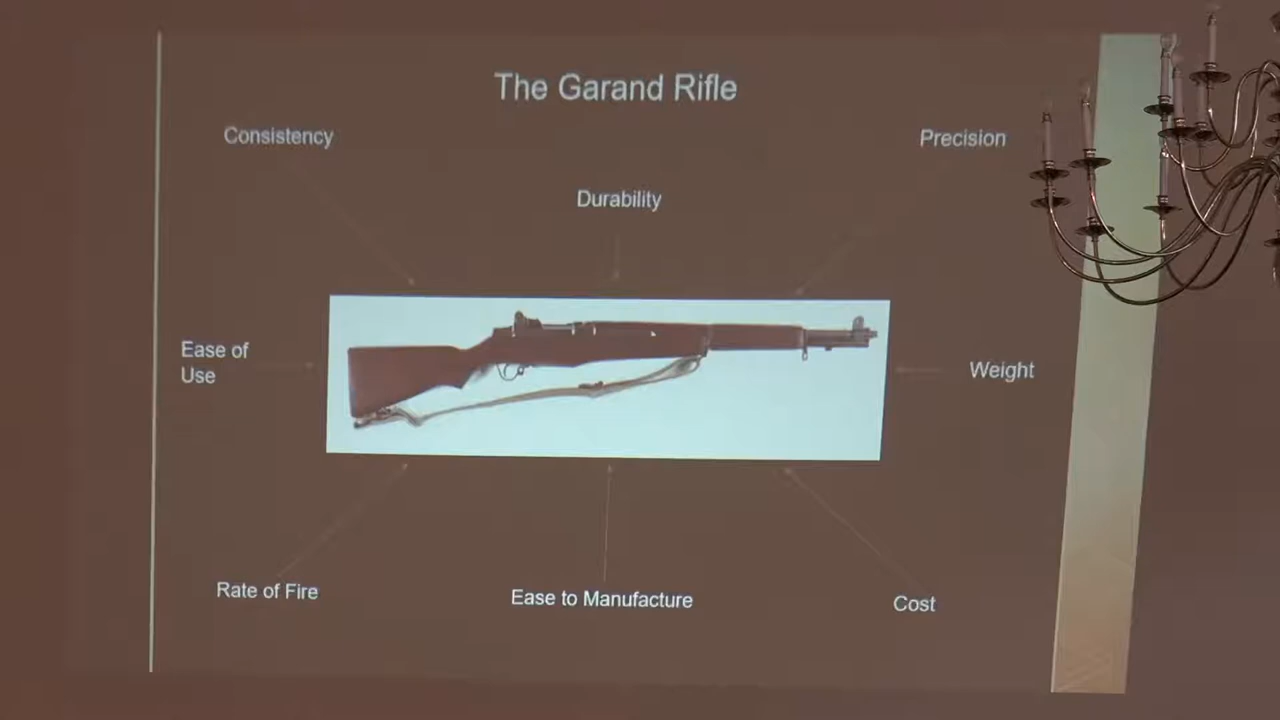 The Garand Rifle
Consistency
Precision
Durability
Ease of
Use
Weight
Rate of Fire
Ease to Manufacture
Cost